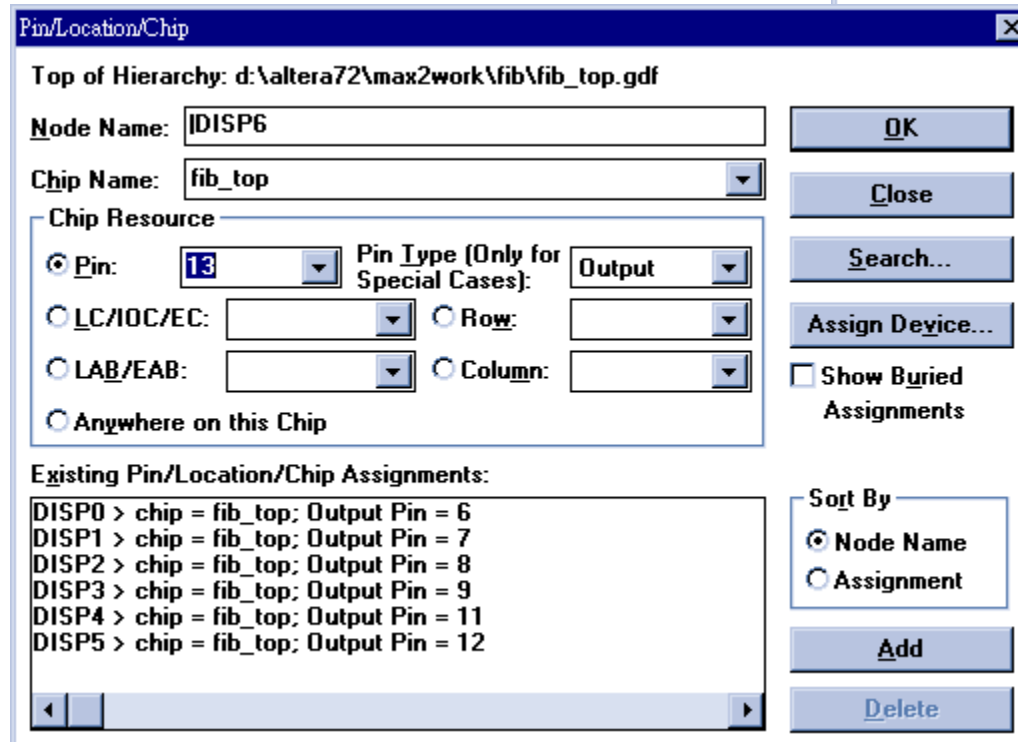 Pin/Location/Chip
Top of Hierarchy: d:\altera72\max2work\fib\fib_top.gdf
Node Name: |DISP6
OK
Chip Name: fib_top
Close
Chip Resource
Pin: 13 Pin Type (Only for Special Cases): Output
Search...
LC/IOC/EC: Row:
Assign Device...
LAB/EAB: Column:
Show Buried Assignments
Anywhere on this Chip
Existing Pin/Location/Chip Assignments:
DISP0 > chip = fib_top; Output Pin = 6
DISP1 > chip = fib_top; Output Pin = 7
DISP2 > chip = fib_top; Output Pin = 8
DISP3 > chip = fib_top; Output Pin = 9
DISP4 > chip = fib_top; Output Pin = 11
DISP5 > chip = fib_top; Output Pin = 12
Sort By
Node Name
Assignment
Add
Delete